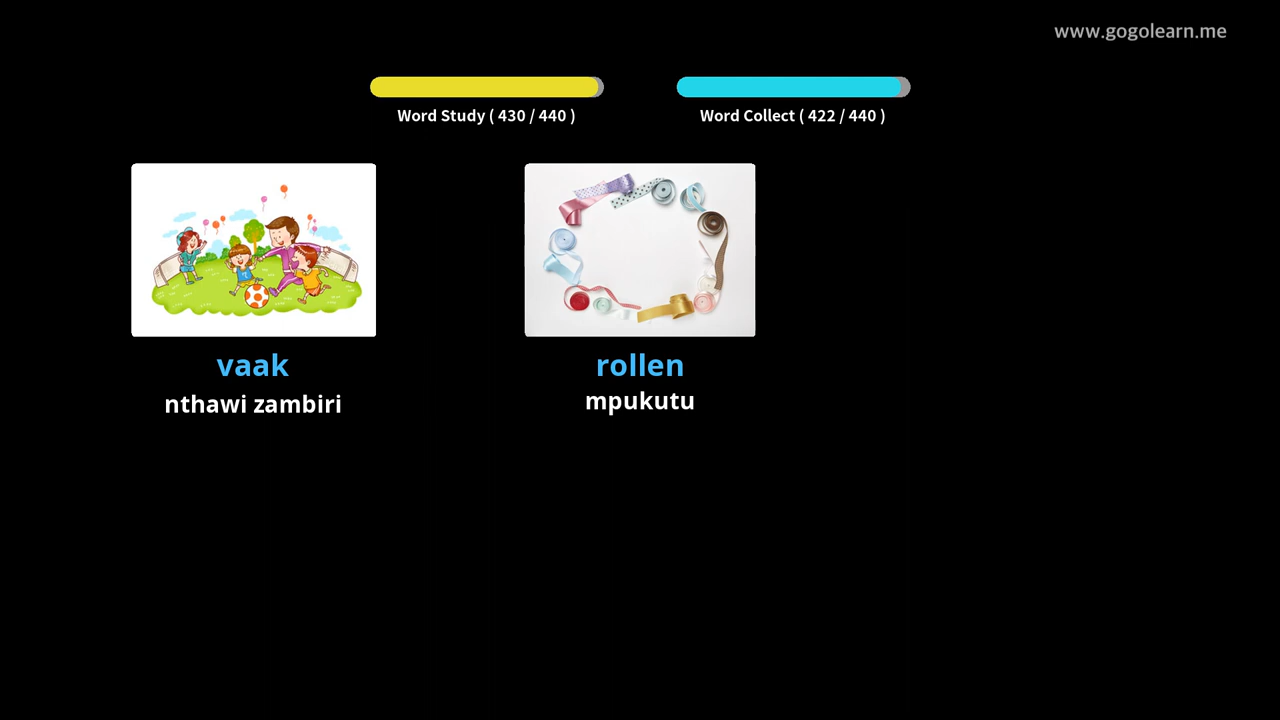 www.gogolearn.me
Word Study ( 430 / 440 )
Word Collect ( 422 / 440 )
vaak
nthawi zambiri
rollen
mpukutu